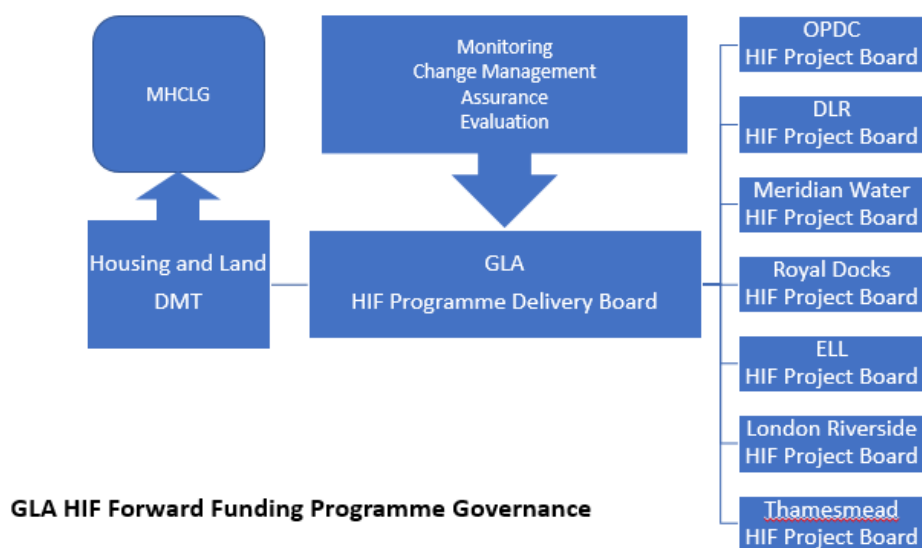 MHCLG
Monitoring
Change Management
Assurance
Evaluation
Housing and Land
DMT
GLA
HIF Programme Delivery Board
OPDC
HIF Project Board
DLR
HIF Project Board
Meridian Water
HIF Project Board
Royal Docks
HIF Project Board
ELL
HIF Project Board
London Riverside
HIF Project Board
Thamesmead
HIF Project Board
GLA HIF Forward Funding Programme Governance